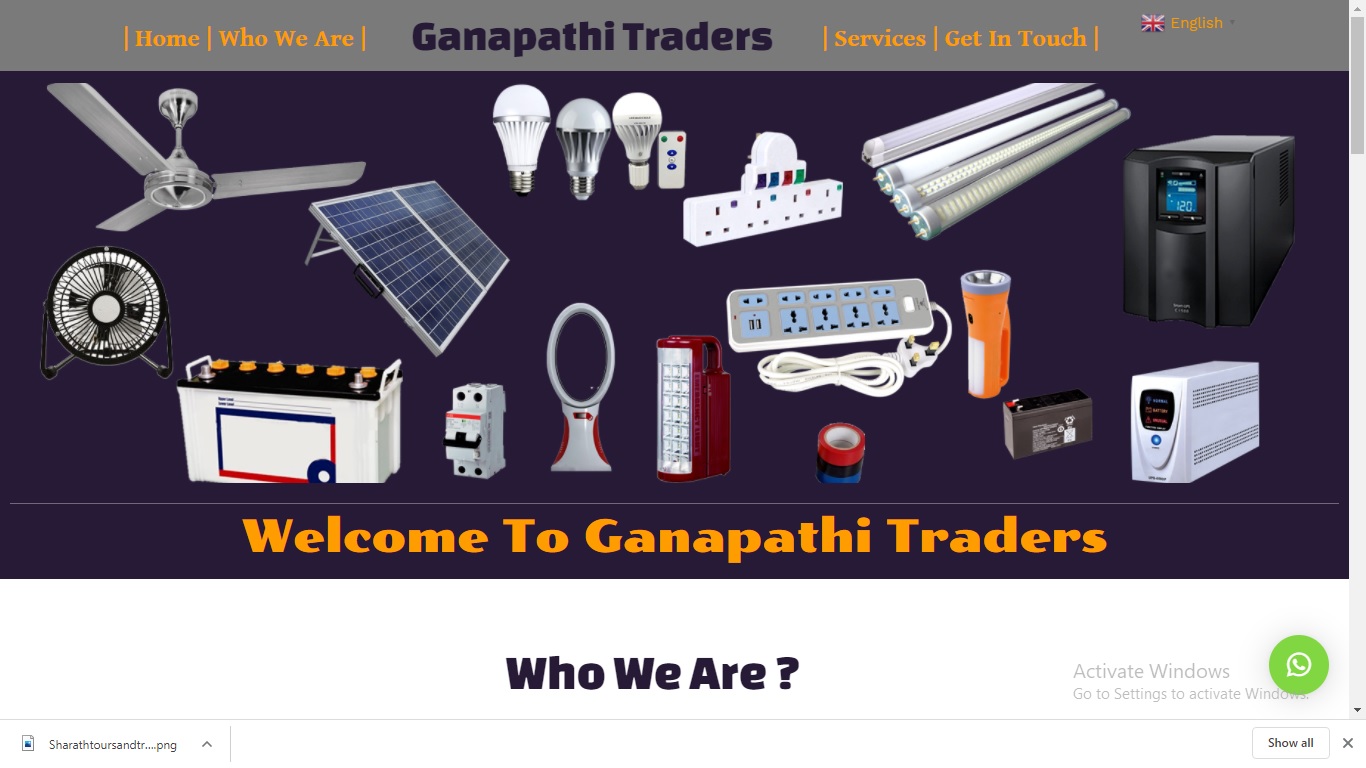 | Home | Who We Are |
Ganapathi Traders
| Services | Get In Touch |
English
120
Welcome To Ganapathi Traders
Who We Are ?
Activate Windows
Go to Settings to activate Windows.
Sharathtoursandtr....png
Show all